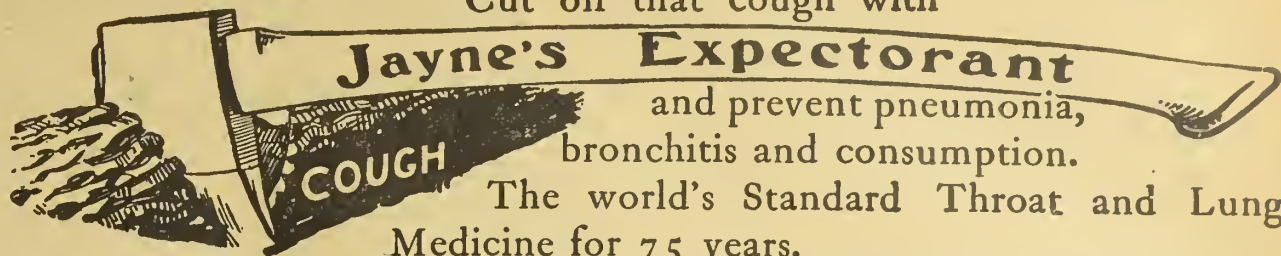 Cut off that cough with
Jayne's Expectorant
and prevent pneumonia,
COUGH
bronchitis and consumption.
The world's Standard Throat and Lung
Medicine for 75 years.